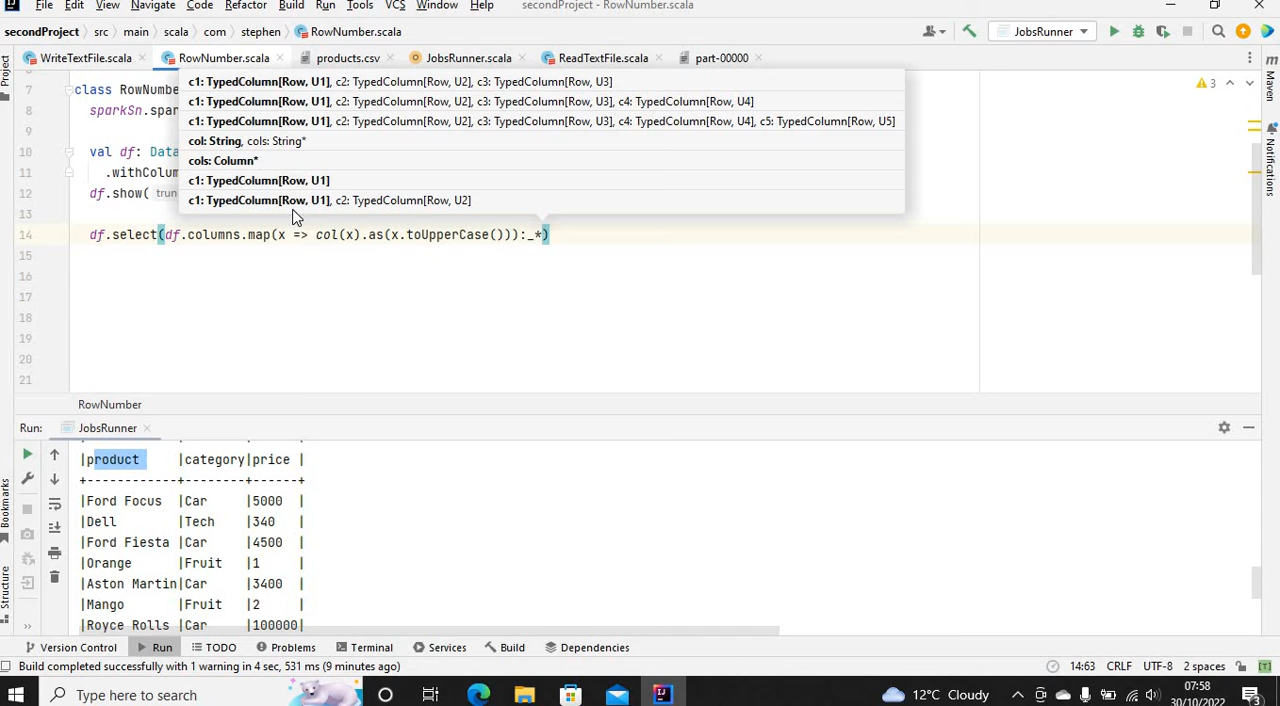 File Edit View Navigate Code Refactor Build Run Tools VCS Window Help secondProject - RowNumber.scala
secondProject src main scala com stephen RowNumber.scala JobsRunner
Project WriteTextFile.scala RowNumber.scala products.csv JobsRunner.scala ReadTextFile.scala part-00000 Maven
c1: TypedColumn[Row, U1], c2: TypedColumn[Row, U2], c3: TypedColumn[Row, U3]
7 class RowNumbe 3
c1: TypedColumn[Row, U1], c2: TypedColumn[Row, U2], c3: TypedColumn[Row, U3], c4: TypedColumn[Row, U4]
8 sparkSn.spar
c1: TypedColumn[Row, U1], c2: TypedColumn[Row, U2], c3: TypedColumn[Row, U3], c4: TypedColumn[Row, U4], c5: TypedColumn[Row, U5]
9
col: String, cols: String*
10 val df: Data
cols: Column*
11 .withColum
c1: TypedColumn[Row, U1]
12 df.show( trun
c1: TypedColumn[Row, U1], c2: TypedColumn[Row, U2]
Notifications
13
14 df.select(df.columns.map(x => col(x).as(x.toUpperCase())):_*)
15
16
17
18
19
20
21
RowNumber
Run: JobsRunner
|product |category|price |
+------------+--------+------+
|Ford Focus |Car |5000 |
|Dell |Tech |340 |
|Ford Fiesta |Car |4500 |
|Orange |Fruit |1 |
|Aston Martin|Car |3400 |
|Mango |Fruit |2 |
|Royce Rolls |Car |100000|
Bookmarks
Structure
Version Control Run TODO Problems Terminal Services Build Dependencies
Build completed successfully with 1 warning in 4 sec, 531 ms (9 minutes ago) 14:63 CRLF UTF-8 2 spaces
Type here to search 12°C Cloudy 07:58
30/10/2022 3